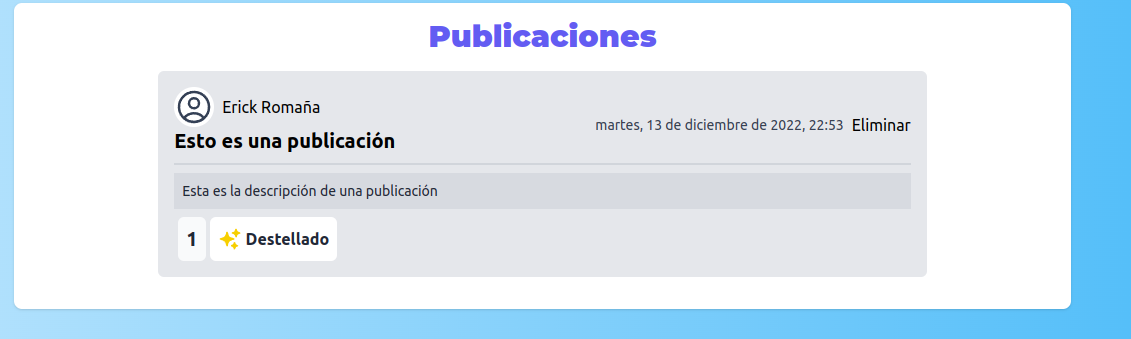 Publicaciones
Erick Romaña
Esto es una publicación
martes, 13 de diciembre de 2022, 22:53 Eliminar
Esta es la descripción de una publicación
1 Destellado